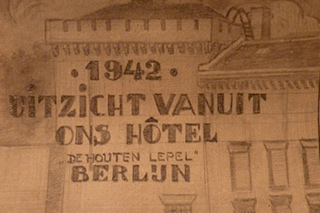 · 1942 ·
UITZICHT VANUIT
ONS HÔTEL
„DE HOUTEN LEPEL"
BERLIJN